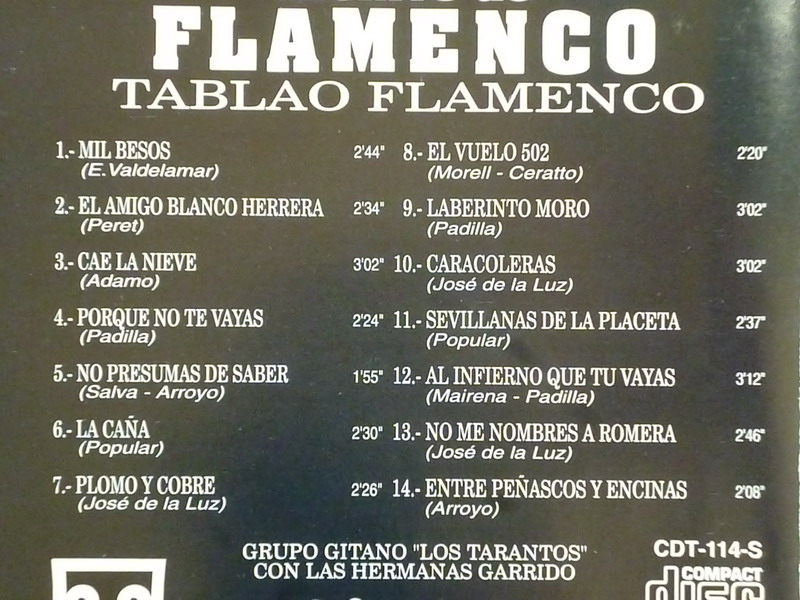 FLAMENCO
TABLAO FLAMENCO
1.- MIL BESOS 2'44"
(E.Valdelamar)
2.- EL AMIGO BLANCO HERRERA 2'34"
(Peret)
3.- CAE LA NIEVE 3'02"
(Adamo)
4.- PORQUE NO TE VAYAS 2'24"
(Padilla)
5.- NO PRESUMAS DE SABER 1'55"
(Salva - Arroyo)
6.- LA CAÑA 2'30"
(Popular)
7.- PLOMO Y COBRE 2'26"
(José de la Luz)
8.- EL VUELO 502 2'20"
(Morell - Ceratto)
9.- LABERINTO MORO 3'02"
(Padilla)
10.- CARACOLERAS 3'02"
(José de la Luz)
11.- SEVILLANAS DE LA PLACETA 2'37"
(Popular)
12.- AL INFIERNO QUE TU VAYAS 3'12"
(Mairena - Padilla)
13.- NO ME NOMBRES A ROMERA 2'46"
(José de la Luz)
14.- ENTRE PEÑASCOS Y ENCINAS 2'08"
(Arroyo)
GRUPO GITANO "LOS TARANTOS"
CON LAS HERMANAS GARRIDO
CDT-114-S
COMPACT
disc